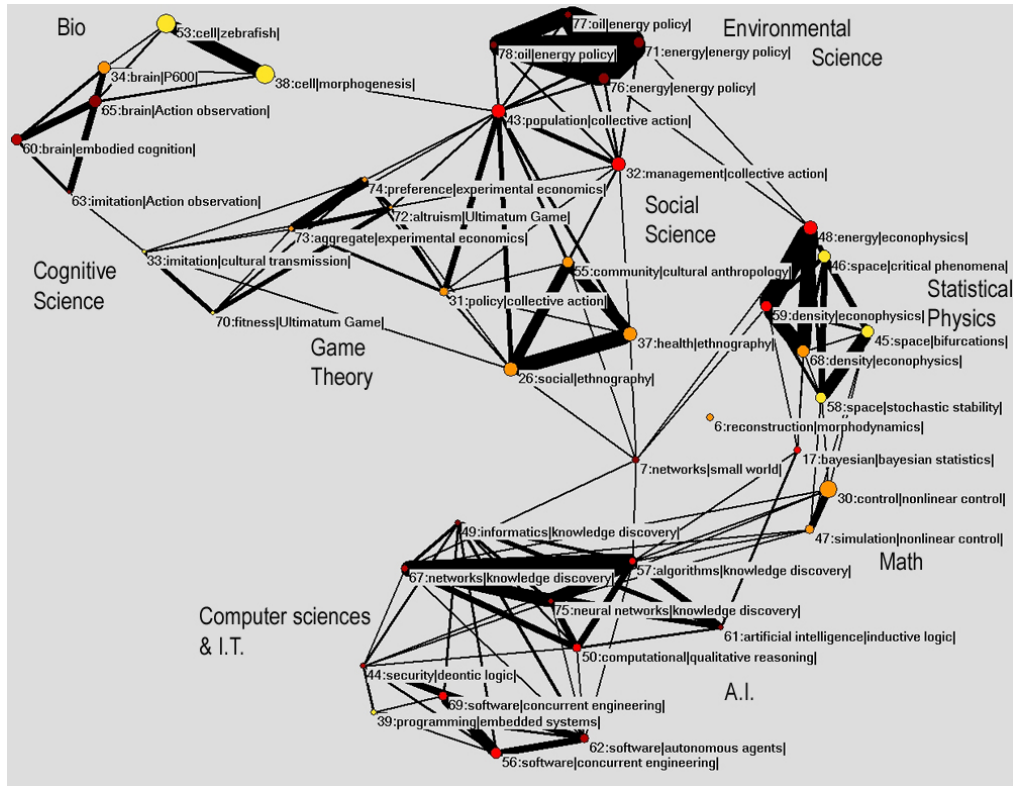 Bio
53:cell|zebrafish|
77:oil|energy policy|
Environmental
Science
78:oil|energy policy|
71:energy|energy policy|
34:brain|P600|
38:cell|morphogenesis|
76:energy|energy policy|
65:brain|Action observation|
43:population|collective action|
60:brain|embodied cognition|
32:management|collective action|
63:imitation|Action observation|
74:preference|experimental economics|
Social
Science
72:altruism|Ultimatum Game|
73:aggregate|experimental economics|
48:energy|econophysics|
33:imitation|cultural transmission|
46:space|critical phenomena|
Cognitive
Science
55:community|cultural anthropology|
Statistical
Physics
31:policy|collective action|
59:density|econophysics|
70:fitness|Ultimatum Game|
45:space|bifurcations|
Game
Theory
37:health|ethnography|
68:density|econophysics|
26:social|ethnography|
58:space|stochastic stability|
6:reconstruction|morphodynamics|
17:bayesian|bayesian statistics|
7:networks|small world|
30:control|nonlinear control|
49:informatics|knowledge discovery|
47:simulation|nonlinear control|
Math
67:networks|knowledge discovery|
57:algorithms|knowledge discovery|
Computer sciences
& I.T.
75:neural networks|knowledge discovery|
61:artificial intelligence|inductive logic|
50:computational|qualitative reasoning|
44:security|deontic logic|
A.I.
69:software|concurrent engineering|
39:programming|embedded systems|
62:software|autonomous agents|
56:software|concurrent engineering|